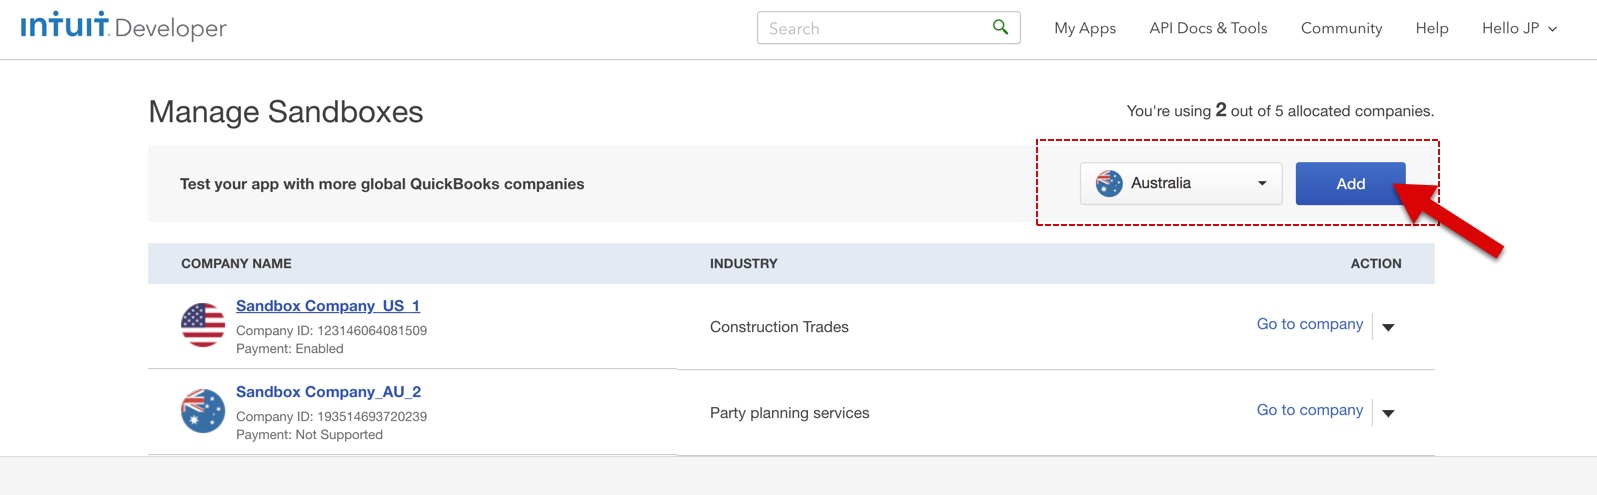 intuit. Developer
Search
My Apps
API Docs & Tools
Community
Help
Hello JP
Manage Sandboxes
You're using 2 out of 5 allocated companies.
Test your app with more global QuickBooks companies
Australia
Add
COMPANY NAME
INDUSTRY
ACTION
Sandbox Company_US_1
Company ID: 123146064081509
Payment: Enabled
Construction Trades
Go to company
Sandbox Company_AU_2
Company ID: 193514693720239
Payment: Not Supported
Party planning services
Go to company